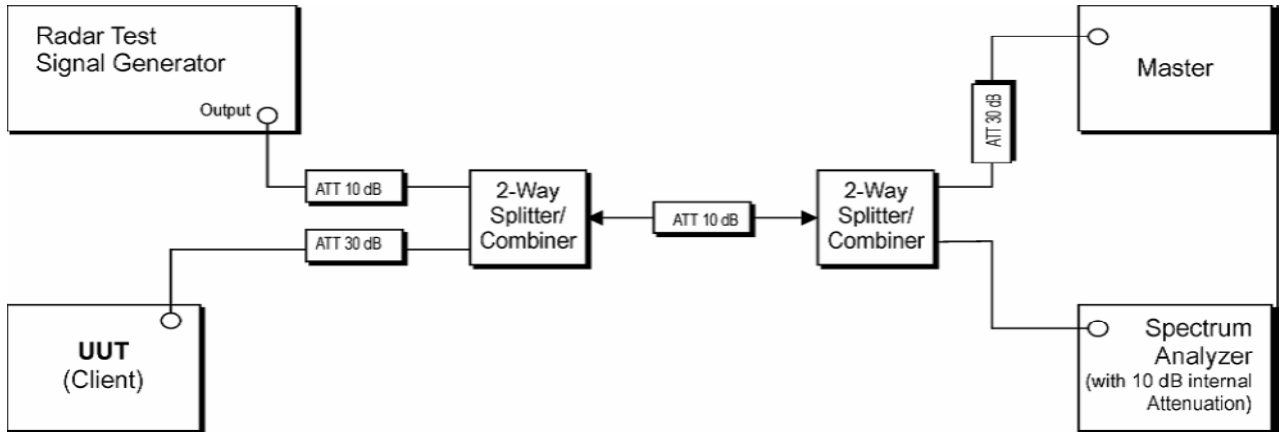 Radar Test
Signal Generator
Output
Master
ATT 30 dB
ATT 10 dB
2-Way
Splitter/
Combiner
ATT 10 dB
2-Way
Splitter/
Combiner
ATT 30 dB
UUT
(Client)
Spectrum
Analyzer
(with 10 dB internal
Attenuation)